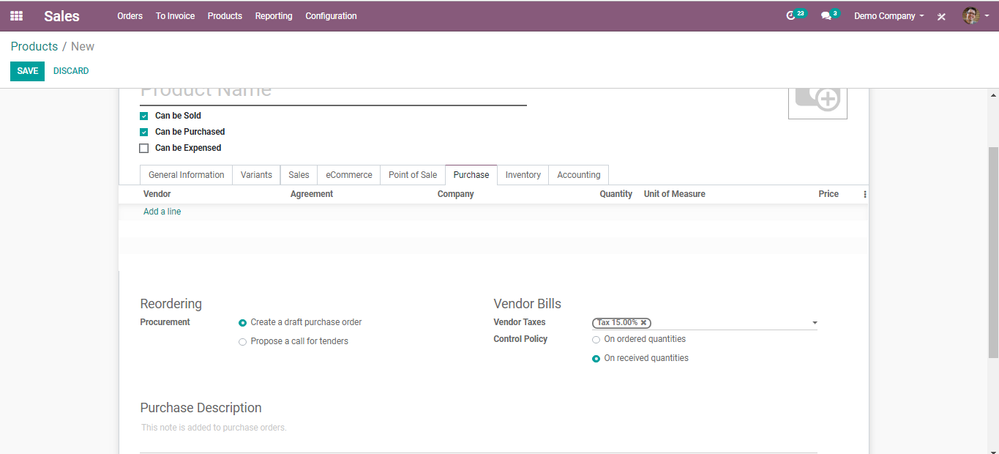 Sales Orders To Invoice Products Reporting Configuration 23 3 Demo Company
Products / New
SAVE DISCARD
Product Name
Can be Sold
Can be Purchased
Can be Expensed
General Information Variants Sales eCommerce Point of Sale Purchase Inventory Accounting
Vendor Agreement Company Quantity Unit of Measure Price
Add a line
Reordering Vendor Bills
Procurement Create a draft purchase order Vendor Taxes Tax 15.00%
Propose a call for tenders Control Policy On ordered quantities
On received quantities
Purchase Description
This note is added to purchase orders.